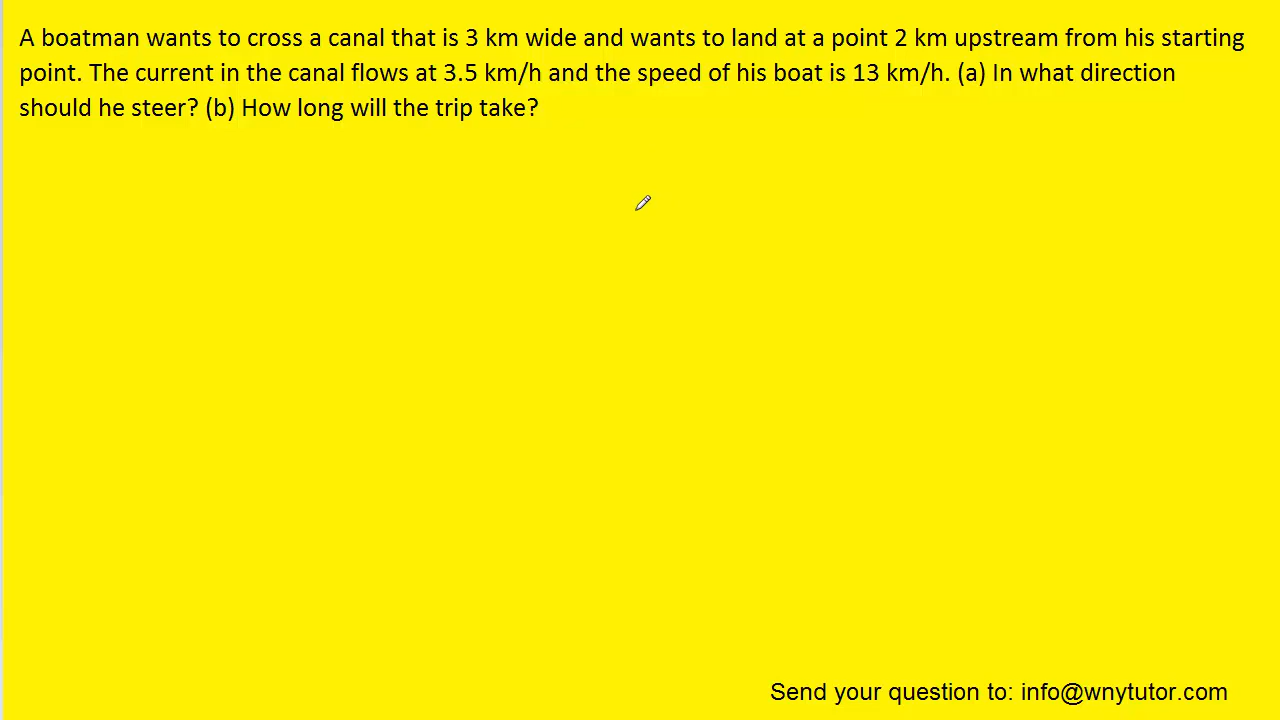 A boatman wants to cross a canal that is 3 km wide and wants to land at a point 2 km upstream from his starting
point. The current in the canal flows at 3.5 km/h and the speed of his boat is 13 km/h. (a) In what direction
should he steer? (b) How long will the trip take?
Send your question to: info@wnytutor.com